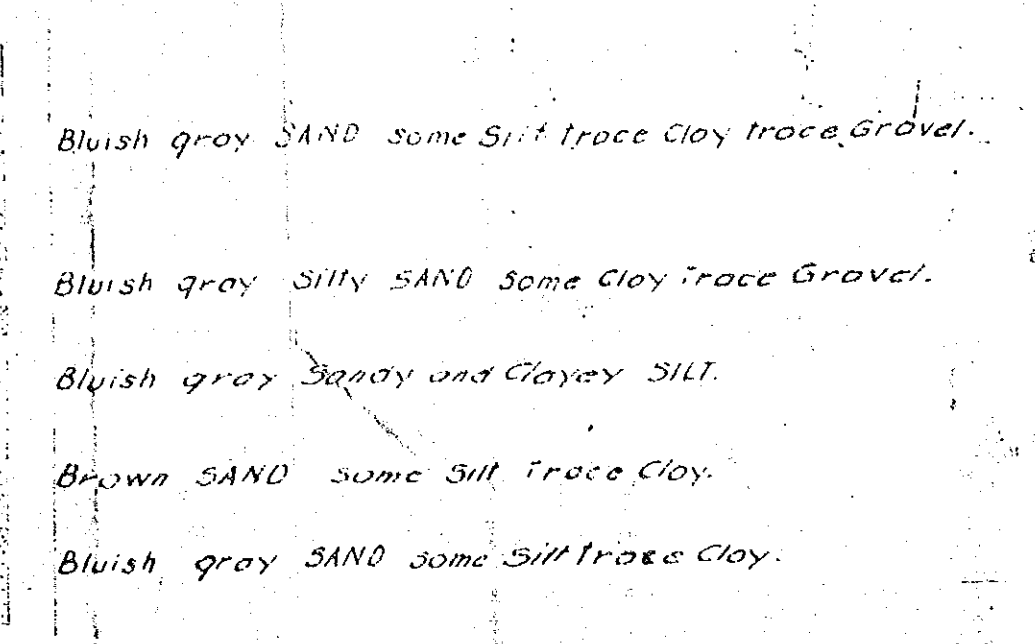 Bluish gray SAND some Silt trace Clay trace Gravel.
Bluish gray Silty SAND some Clay trace Gravel.
Bluish gray Sandy and Clayey SILT.
Brown SAND some Silt Trace Clay.
Bluish gray SAND some Silt trace Clay.